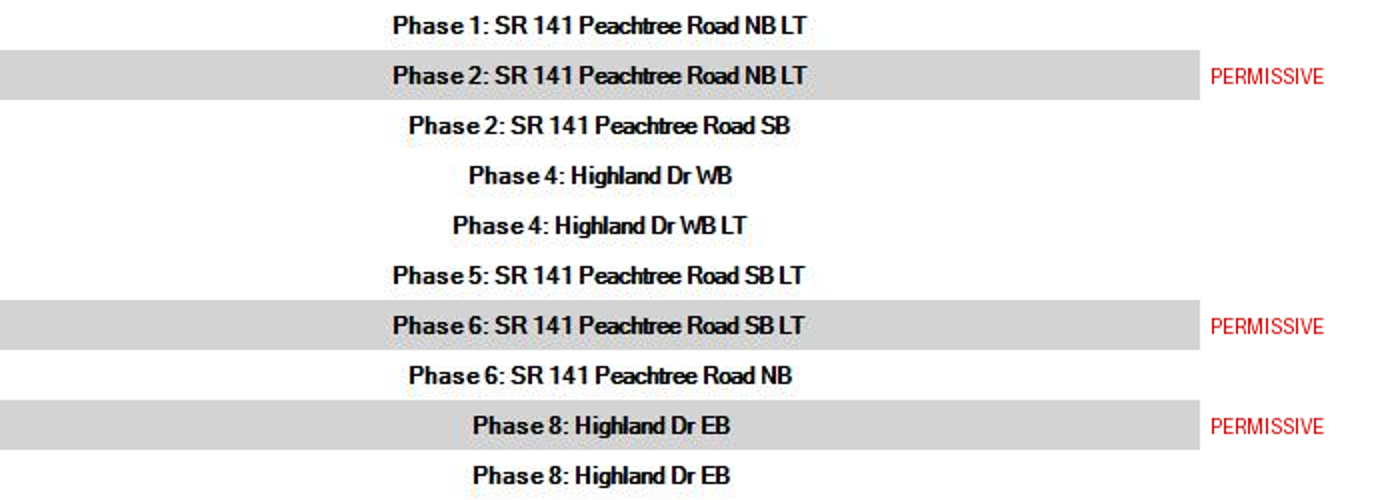 Phase 1: SR 141 Peachtree Road NB LT
Phase 2: SR 141 Peachtree Road NB LT PERMISSIVE
Phase 2: SR 141 Peachtree Road SB
Phase 4: Highland Dr WB
Phase 4: Highland Dr WB LT
Phase 5: SR 141 Peachtree Road SB LT
Phase 6: SR 141 Peachtree Road SB LT PERMISSIVE
Phase 6: SR 141 Peachtree Road NB
Phase 8: Highland Dr EB PERMISSIVE
Phase 8: Highland Dr EB